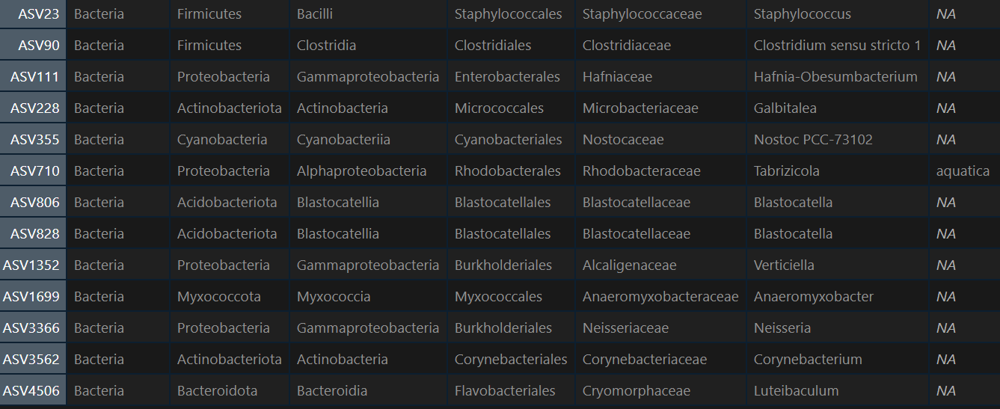 ASV23 Bacteria Firmicutes Bacilli Staphylococcales Staphylococcaceae Staphylococcus NA
ASV90 Bacteria Firmicutes Clostridia Clostridiales Clostridiaceae Clostridium sensu stricto 1 NA
ASV111 Bacteria Proteobacteria Gammaproteobacteria Enterobacterales Hafniaceae Hafnia-Obesumbacterium NA
ASV228 Bacteria Actinobacteriota Actinobacteria Micrococcales Microbacteriaceae Galbitalea NA
ASV355 Bacteria Cyanobacteria Cyanobacteriia Cyanobacteriales Nostocaceae Nostoc PCC-73102 NA
ASV710 Bacteria Proteobacteria Alphaproteobacteria Rhodobacterales Rhodobacteraceae Tabrizicola aquatica
ASV806 Bacteria Acidobacteriota Blastocatellia Blastocatellales Blastocatellaceae Blastocatella NA
ASV828 Bacteria Acidobacteriota Blastocatellia Blastocatellales Blastocatellaceae Blastocatella NA
ASV1352 Bacteria Proteobacteria Gammaproteobacteria Burkholderiales Alcaligenaceae Verticiella NA
ASV1699 Bacteria Myxococcota Myxococcia Myxococcales Anaeromyxobacteraceae Anaeromyxobacter NA
ASV3366 Bacteria Proteobacteria Gammaproteobacteria Burkholderiales Neisseriaceae Neisseria NA
ASV3562 Bacteria Actinobacteriota Actinobacteria Corynebacteriales Corynebacteriaceae Corynebacterium NA
ASV4506 Bacteria Bacteroidota Bacteroidia Flavobacteriales Cryomorphaceae Luteibaculum NA